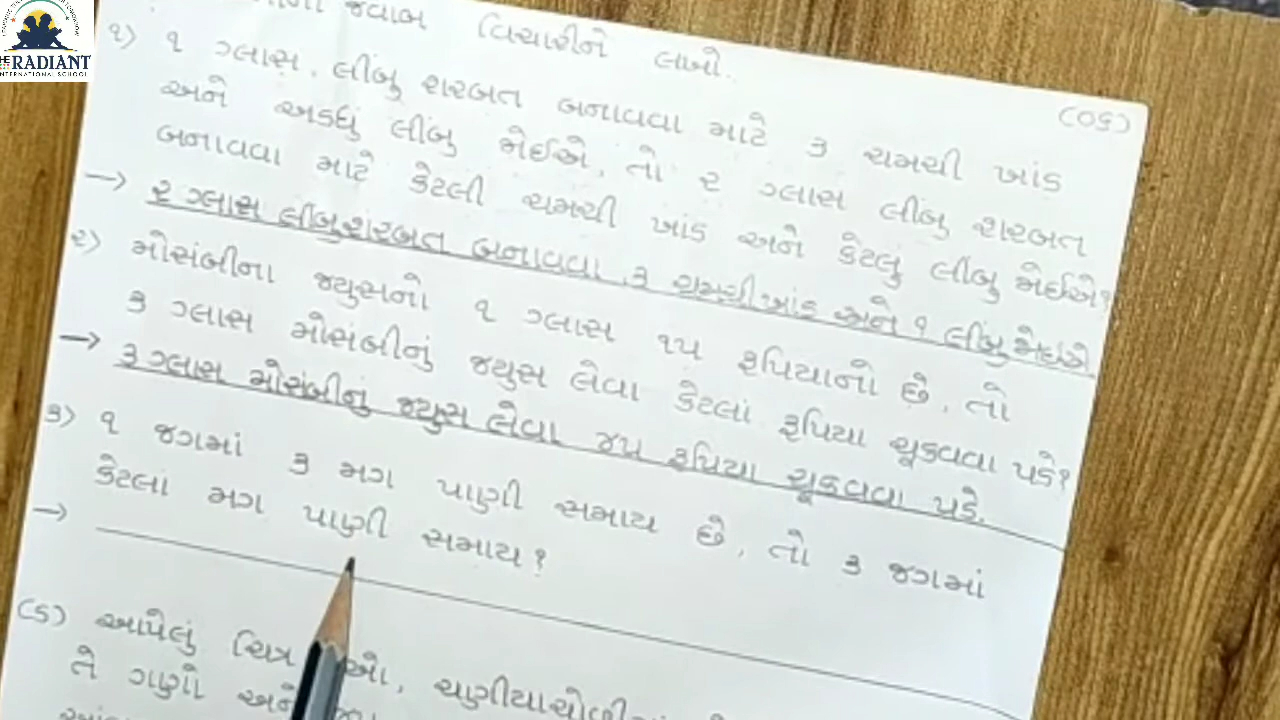 HE RADIANT
INTERNATIONAL SCHOOL
જવાબ વિચારીને લખો.
(૦૬)
૧) ૧ ગ્લાસ, લીંબુ શરબત બનાવવા માટે ૩ ચમચી ખાંડ
અને અડધું લીંબુ જોઈએ, તો ૨ ગ્લાસ લીંબુ શરબત
બનાવવા માટે કેટલી ચમચી ખાંડ અને કેટલુ લીંબુ જોઈએ?
→ ૨ ગ્લાસ લીંબુ શરબત બનાવવા ૬ ચમચી ખાંડ અને ૧ લીંબુ જોઈએ
૨) મોસંબીના જ્યુસનો ૧ ગ્લાસ ૧૫ રૂપિયાનો છે, તો
૩ ગ્લાસ મોસંબીનું જ્યુસ લેવા કેટલાં રૂપિયા ચૂકવવા પડે?
→ ૩ ગ્લાસ મોસંબીનું જ્યુસ લેવા ૪૫ રૂપિયા ચૂકવવા પડે.
૩) ૧ જગમાં ૩ મગ પાણી સમાય છે, તો ૩ જગમાં
કેટલા મગ પાણી સમાય?
→
(ડ) આપેલું ચિત્ર
તે ગણો અને